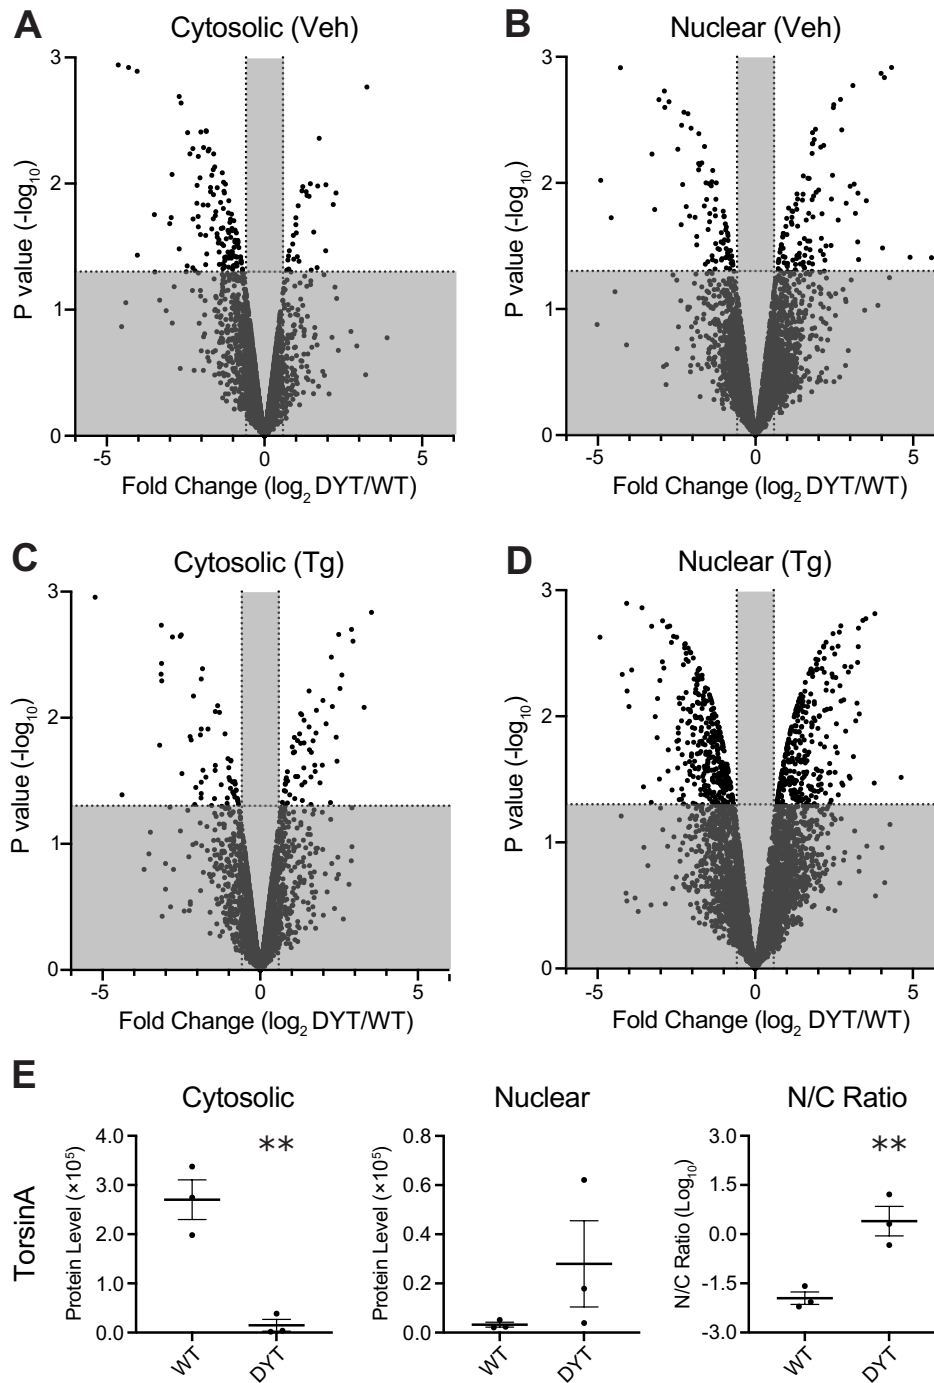 A
Cytosolic (Veh)
3
2
1
0
P value (-log₁₀)
-5
0
5
Fold Change (log₂ DYT/WT)
B
Nuclear (Veh)
3
2
1
0
P value (-log₁₀)
-5
0
5
Fold Change (log₂ DYT/WT)
C
Cytosolic (Tg)
3
2
1
0
P value (-log₁₀)
-5
0
5
Fold Change (log₂ DYT/WT)
D
Nuclear (Tg)
3
2
1
0
P value (-log₁₀)
-5
0
5
Fold Change (log₂ DYT/WT)
E
TorsinA
Cytosolic
4.0
3.0
2.0
1.0
0.0
Protein Level (×10⁵)
**
WT
DYT
Nuclear
0.8
0.6
0.4
0.2
0.0
Protein Level (×10⁵)
WT
DYT
N/C Ratio
3.0
1.5
0.0
-1.5
-3.0
N/C Ratio (Log₁₀)
**
WT
DYT